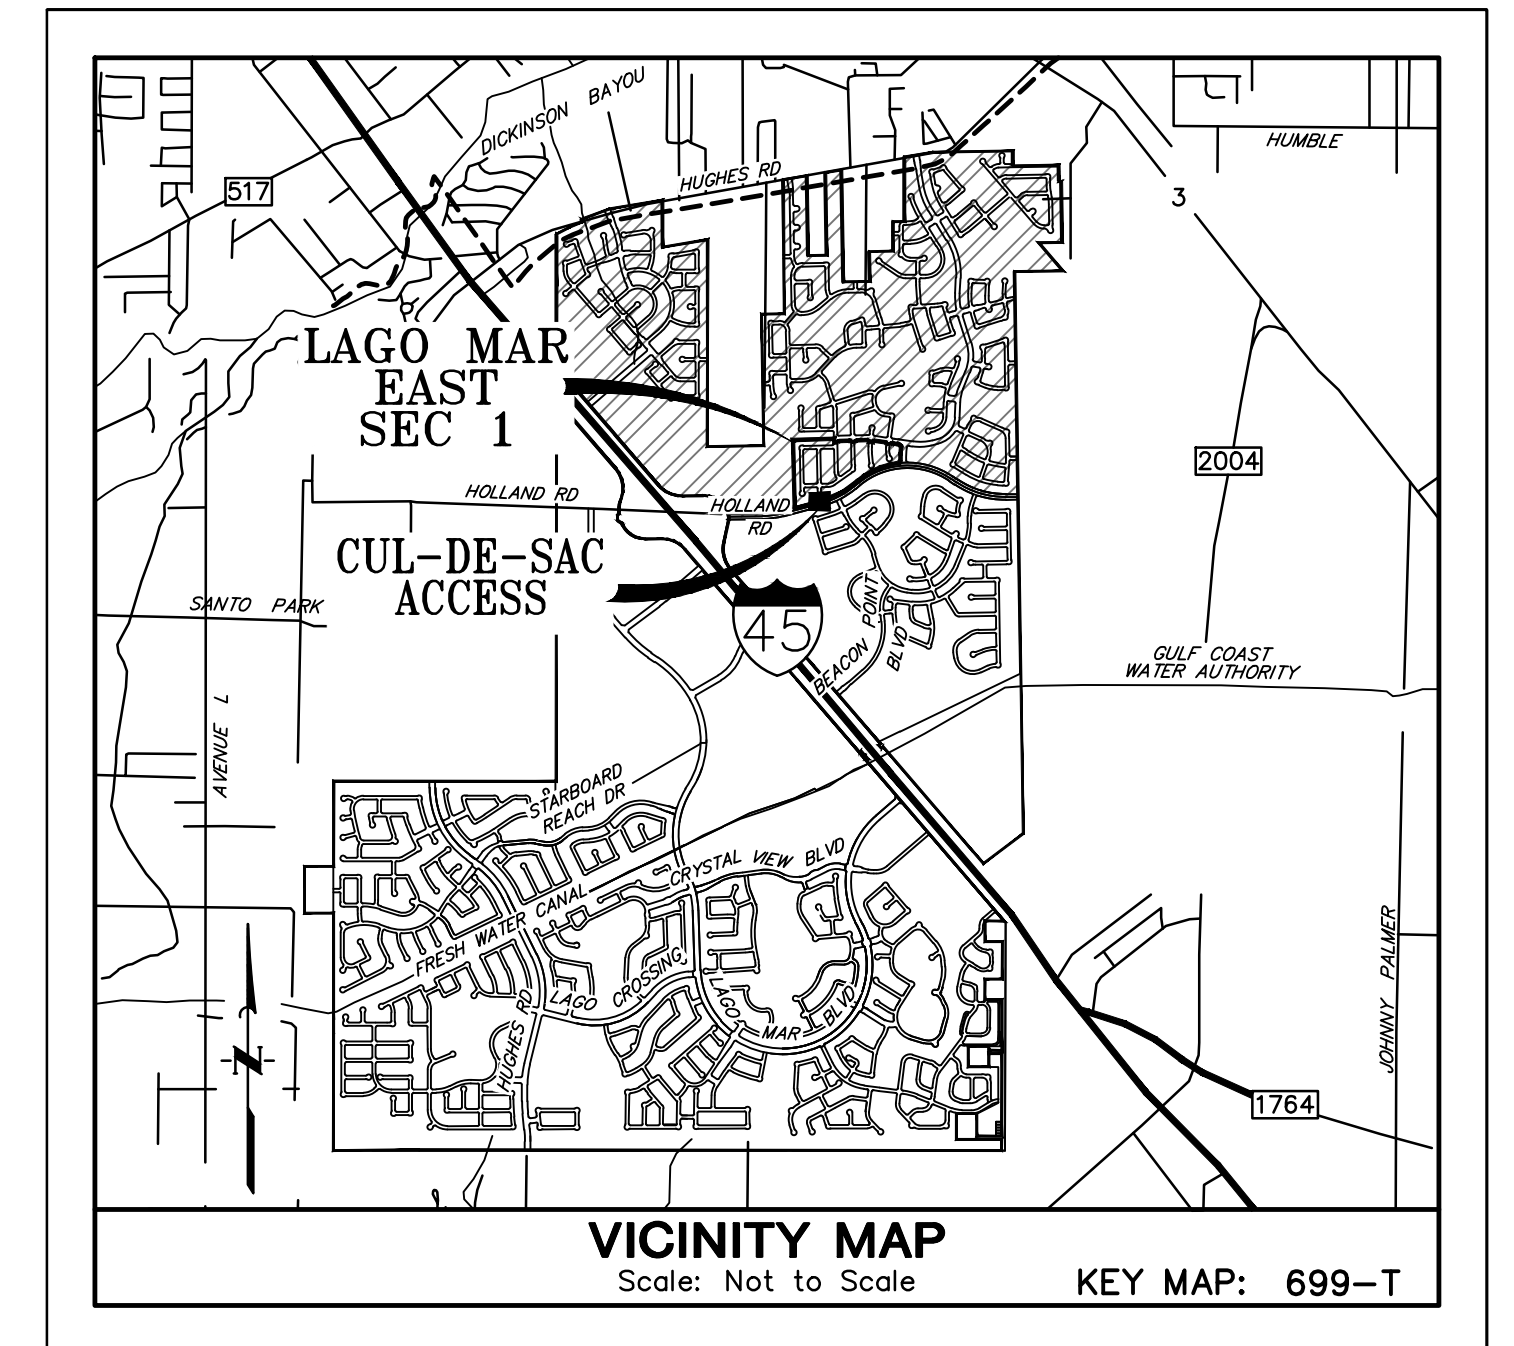 DICKINSON BAYOU
HUMBLE
HUGHES RD
517
3
LAGO MAR
EAST
SEC 1
2004
HOLLAND RD
HOLLAND
RD
CUL-DE-SAC
ACCESS
SANTO PARK
45
BEACON POINT
BLVD
GULF COAST
WATER AUTHORITY
AVENUE L
STARBOARD
REACH DR
CRYSTAL VIEW BLVD
FRESH WATER CANAL
LAGO CROSSING
LAGO MAR BLVD
HUGHES RD
JOHNNY PALMER
N
1764
VICINITY MAP
Scale: Not to Scale
KEY MAP: 699-T